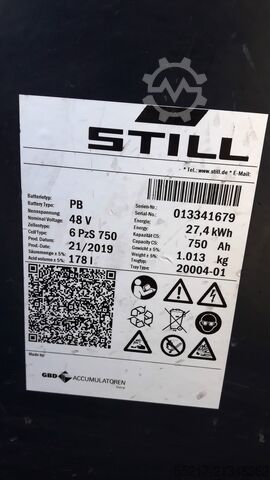 STILL
* Tel.: www.still.de * E-Mail:
Batterietyp: PB
Battery Type:
Nennspannung 48 V
Nominal Voltage:
Zellentype: 6 PzS 750
Cell Type:
Prod. Datum: 21/2019
Prod. Date:
Säuremenge ± 5% 178 l
Acid volume ± 5%
Serien-Nr.: 013341679
Serial-No.:
Energie: 27,4 kWh
Energy:
Kapazität C5: 750 Ah
Capacity C5:
Gewicht ± 5%: 1.013 kg
Weight ± 5%:
Trogtyp: 20004-01
Tray Type:
Made by:
GBD ACCUMULATOREN